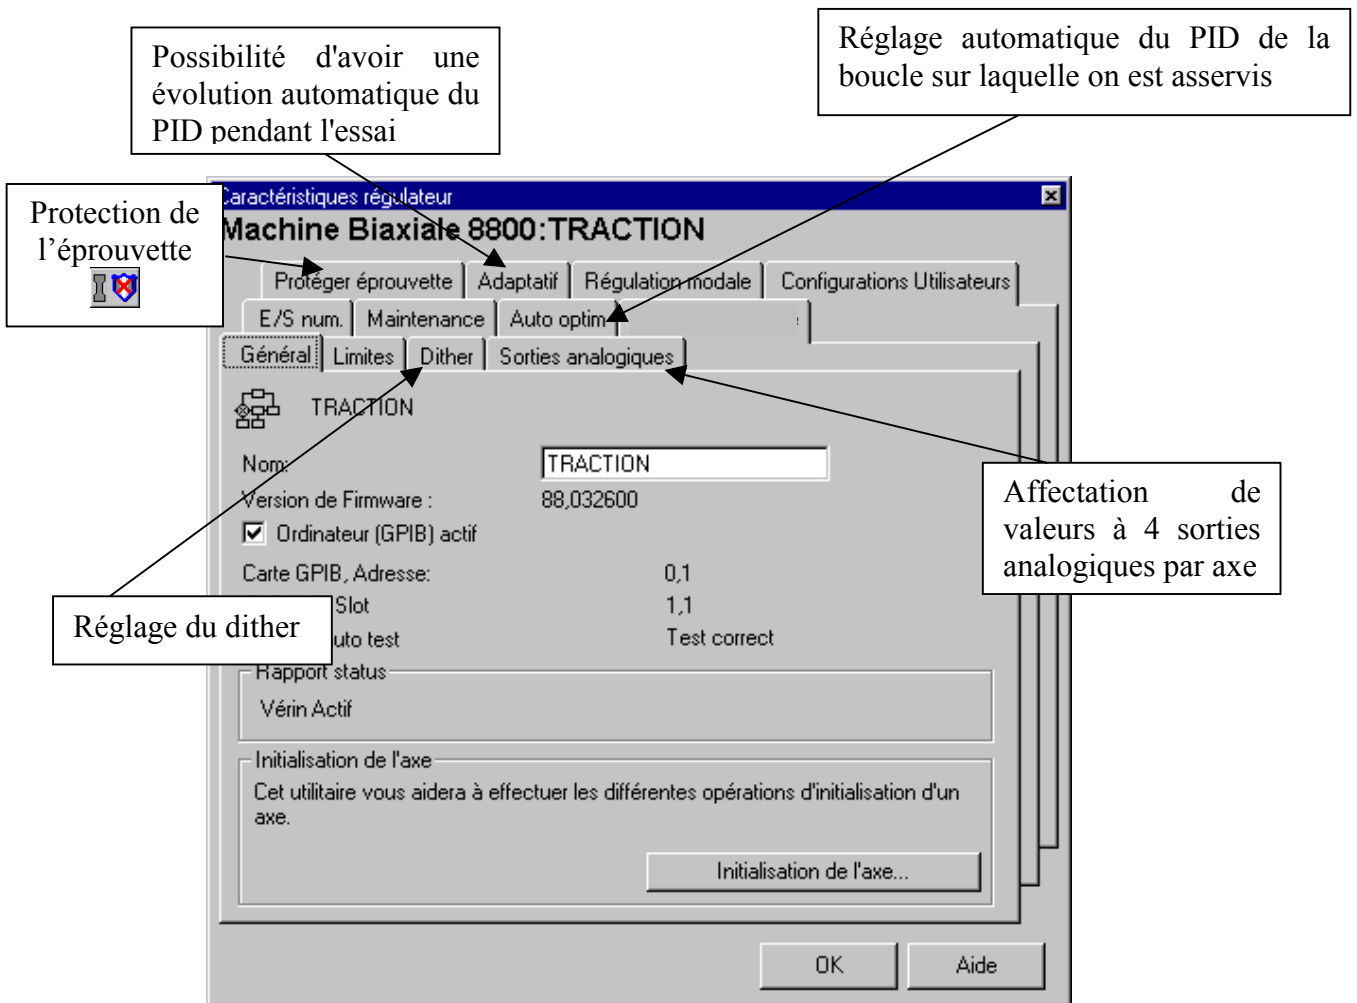 Possibilité d'avoir une
évolution automatique du
PID pendant l'essai
Réglage automatique du PID de la
boucle sur laquelle on est asservis
Protection de
l’éprouvette
Caractéristiques régulateur
Machine Biaxiale 8800:TRACTION
Protéger éprouvette Adaptatif Régulation modale Configurations Utilisateurs
E/S num. Maintenance Auto optim
Général Limites Dither Sorties analogiques
TRACTION
Nom: TRACTION
Version de Firmware : 88,032600
Ordinateur (GPIB) actif
Carte GPIB, Adresse: 0,1
Slot 1,1
uto test Test correct
Affectation de
valeurs à 4 sorties
analogiques par axe
Réglage du dither
Rapport status
Vérin Actif
Initialisation de l'axe
Cet utilitaire vous aidera à effectuer les différentes opérations d'initialisation d'un
axe.
Initialisation de l'axe...
OK Aide